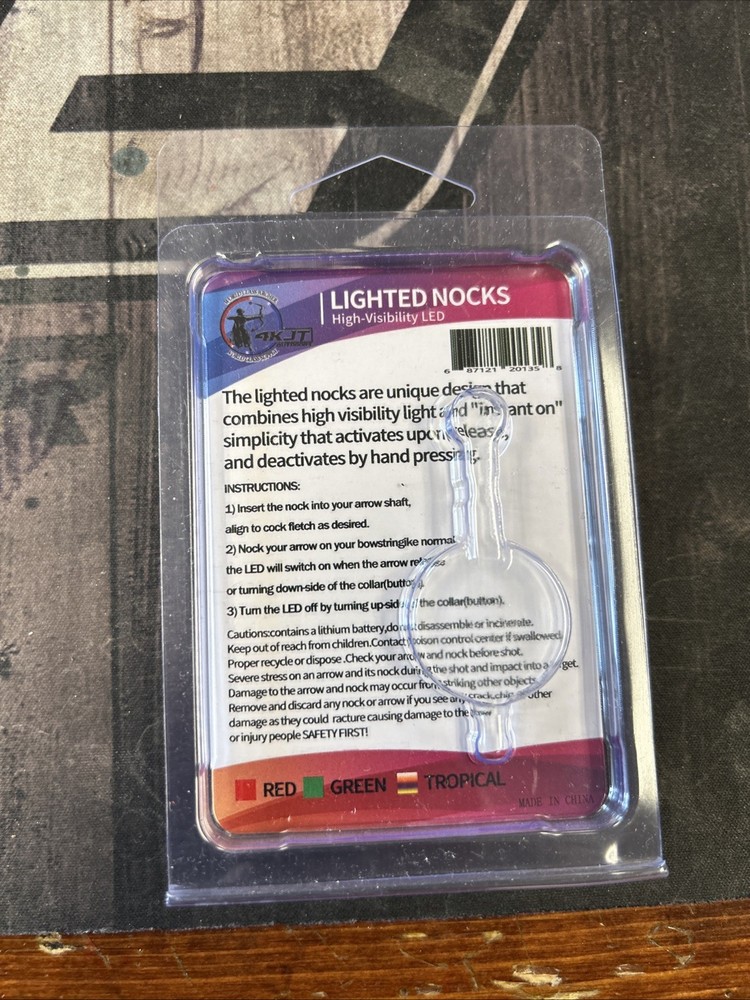 LIGHTED NOCKS
High-Visibility LED
4KJT
6 87121 20135 8
The lighted nocks are unique design that
combines high visibility light and "instant on"
simplicity that activates upon release,
and deactivates by hand pressing.
INSTRUCTIONS:
1) Insert the nock into your arrow shaft,
align to cock fletch as desired.
2) Nock your arrow on your bowstringike normal
the LED will switch on when the arrow releases
or turning down-side of the collar(button).
3) Turn the LED off by turning up-side the collar(button).
Cautions:contains a lithium battery,do not disassemble or incinerate.
Keep out of reach from children.Contact poison control center if swallowed
Proper recycle or dispose .Check your arrow and nock before shot.
Severe stress on an arrow and its nock during the shot and impact into a target.
Damage to the arrow and nock may occur from striking other objects
Remove and discard any nock or arrow if you see any crack,chip or other
damage as they could racture causing damage to the
or injury people SAFETY FIRST!
RED GREEN TROPICAL
MADE IN CHINA